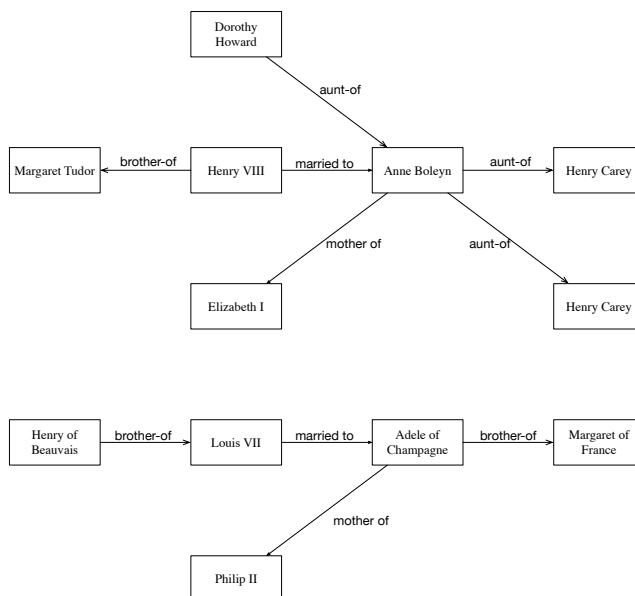 Dorothy
Howard
aunt-of
Margaret Tudor
brother-of
Henry VIII
married to
Anne Boleyn
aunt-of
Henry Carey
mother of
aunt-of
Elizabeth I
Henry Carey
Henry of
Beauvais
brother-of
Louis VII
married to
Adele of
Champagne
brother-of
Margaret of
France
mother of
Philip II